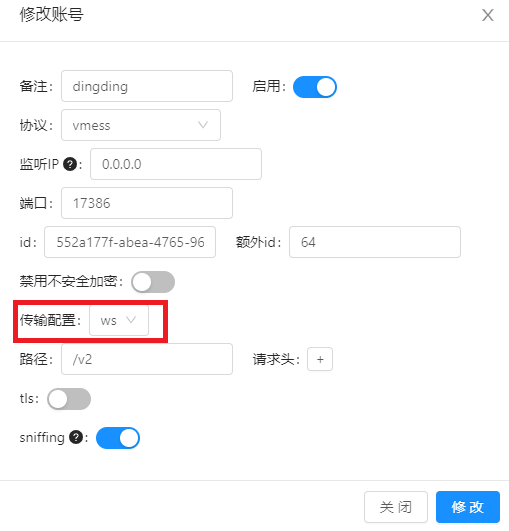 修改账号
备注: dingding 启用:
协议: vmess
监听IP ?: 0.0.0.0
端口: 17386
id: 552a177f-abea-4765-96 额外id: 64
禁用不安全加密:
传输配置: ws
路径: /v2 请求头: +
tls:
sniffing ?:
关 闭 修 改